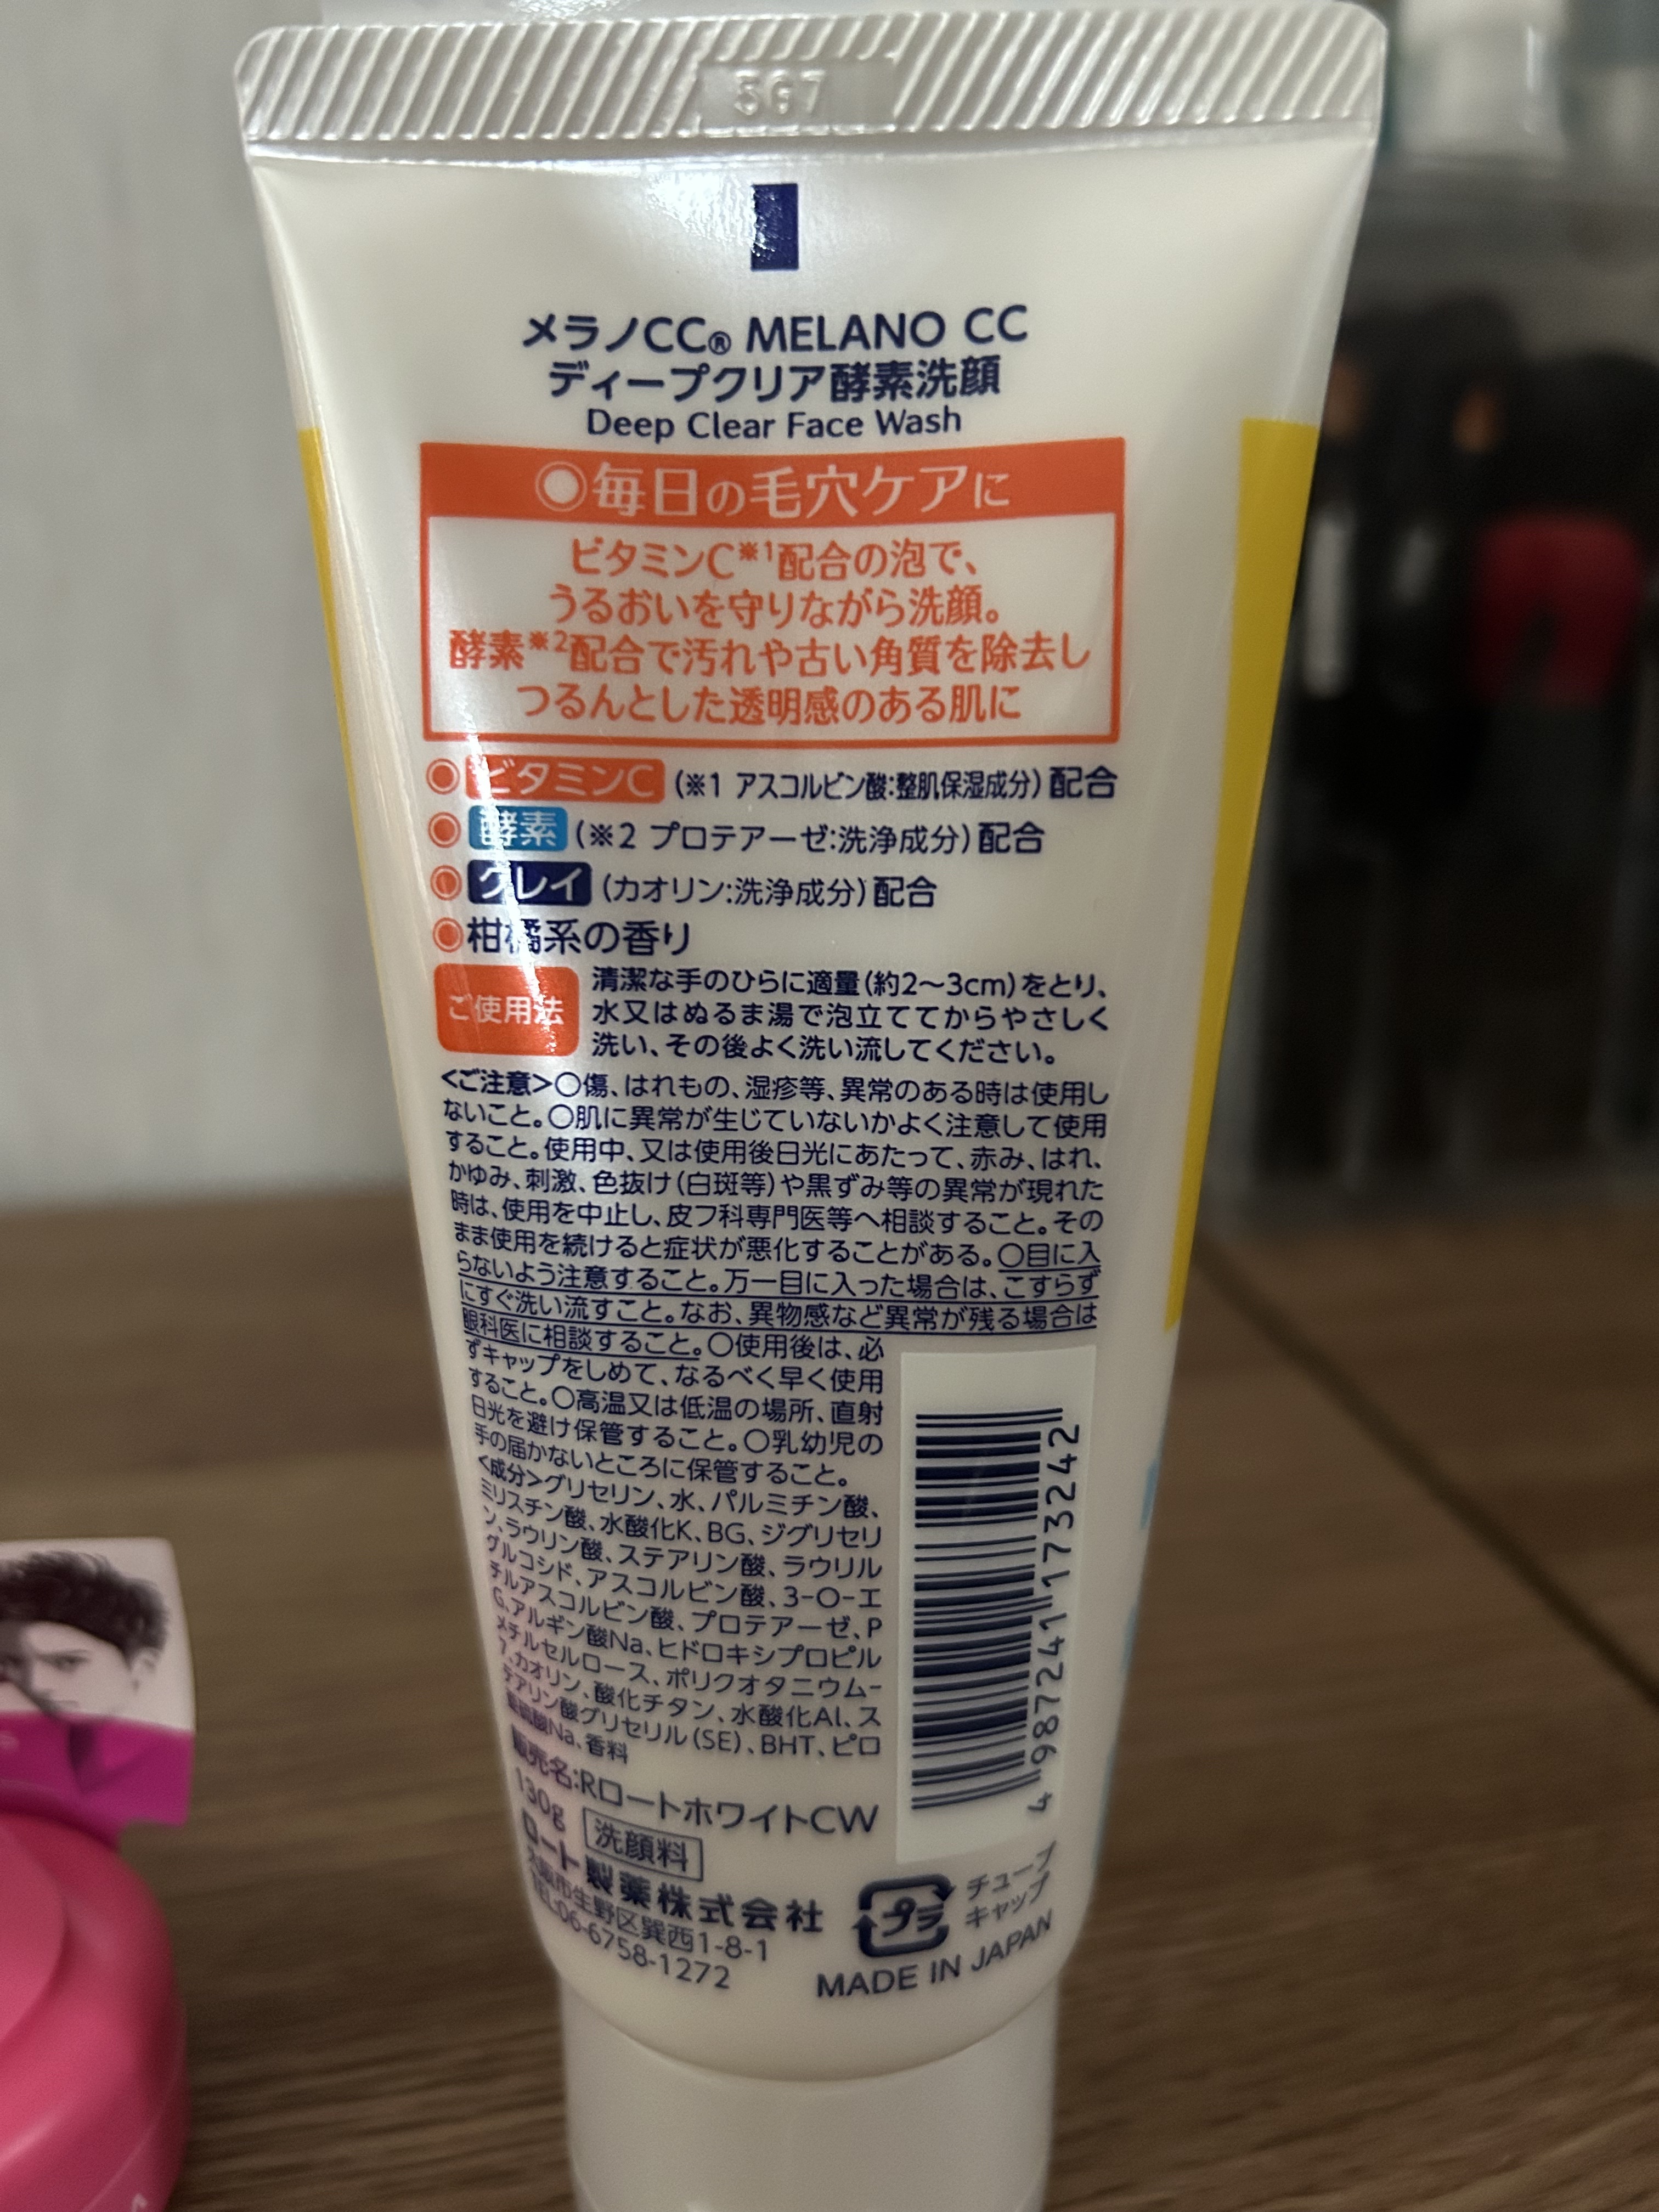 5G7
メラノCC® MELANO CC
ディープクリア酵素洗顔
Deep Clear Face Wash
◉毎日の毛穴ケアに
ビタミンC※1配合の泡で、
うるおいを守りながら洗顔。
酵素※2配合で汚れや古い角質を除去し
つるんとした透明感のある肌に
◉ビタミンC(※1 アスコルビン酸:整肌保湿成分)配合
◉酵素(※2 プロテアーゼ:洗浄成分)配合
◉クレイ(カオリン:洗浄成分)配合
◉柑橘系の香り
ご使用法
清潔な手のひらに適量(約2〜3cm)をとり、
水又はぬるま湯で泡立ててからやさしく
洗い、その後よく洗い流してください。
<ご注意>○傷、はれもの、湿疹等、異常のある時は使用し
ないこと。○肌に異常が生じていないかよく注意して使用
すること。使用中、又は使用後日光にあたって、赤み、はれ、
かゆみ、刺激、色抜け(白斑等)や黒ずみ等の異常が現れた
時は、使用を中止し、皮フ科専門医等へ相談すること。その
まま使用を続けると症状が悪化することがある。○目に入
らないよう注意すること。万一目に入った場合は、こすらず
にすぐ洗い流すこと。なお、異物感など異常が残る場合は
眼科医に相談すること。○使用後は、必
ずキャップをしめて、なるべく早く使用
すること。○高温又は低温の場所、直射
日光を避け保管すること。○乳幼児の
手の届かないところに保管すること。
<成分>グリセリン、水、パルミチン酸、
ミリスチン酸、水酸化K、BG、ジグリセリ
ン、ラウリン酸、ステアリン酸、ラウリル
グルコシド、アスコルビン酸、3-O-エ
チルアスコルビン酸、プロテアーゼ、P
G、アルギン酸Na、ヒドロキシプロピル
メチルセルロース、ポリクオタニウム-
7、カオリン、酸化チタン、水酸化Al、ス
テアリン酸グリセリル(SE)、BHT、ピロ
亜硫酸Na、香料
販売名:RロートホワイトCW
130g 洗顔料
ロート製薬株式会社
大阪市生野区巽西1-8-1
TEL06-6758-1272
4 987241 173242
プラ
チューブ
キャップ
MADE IN JAPAN